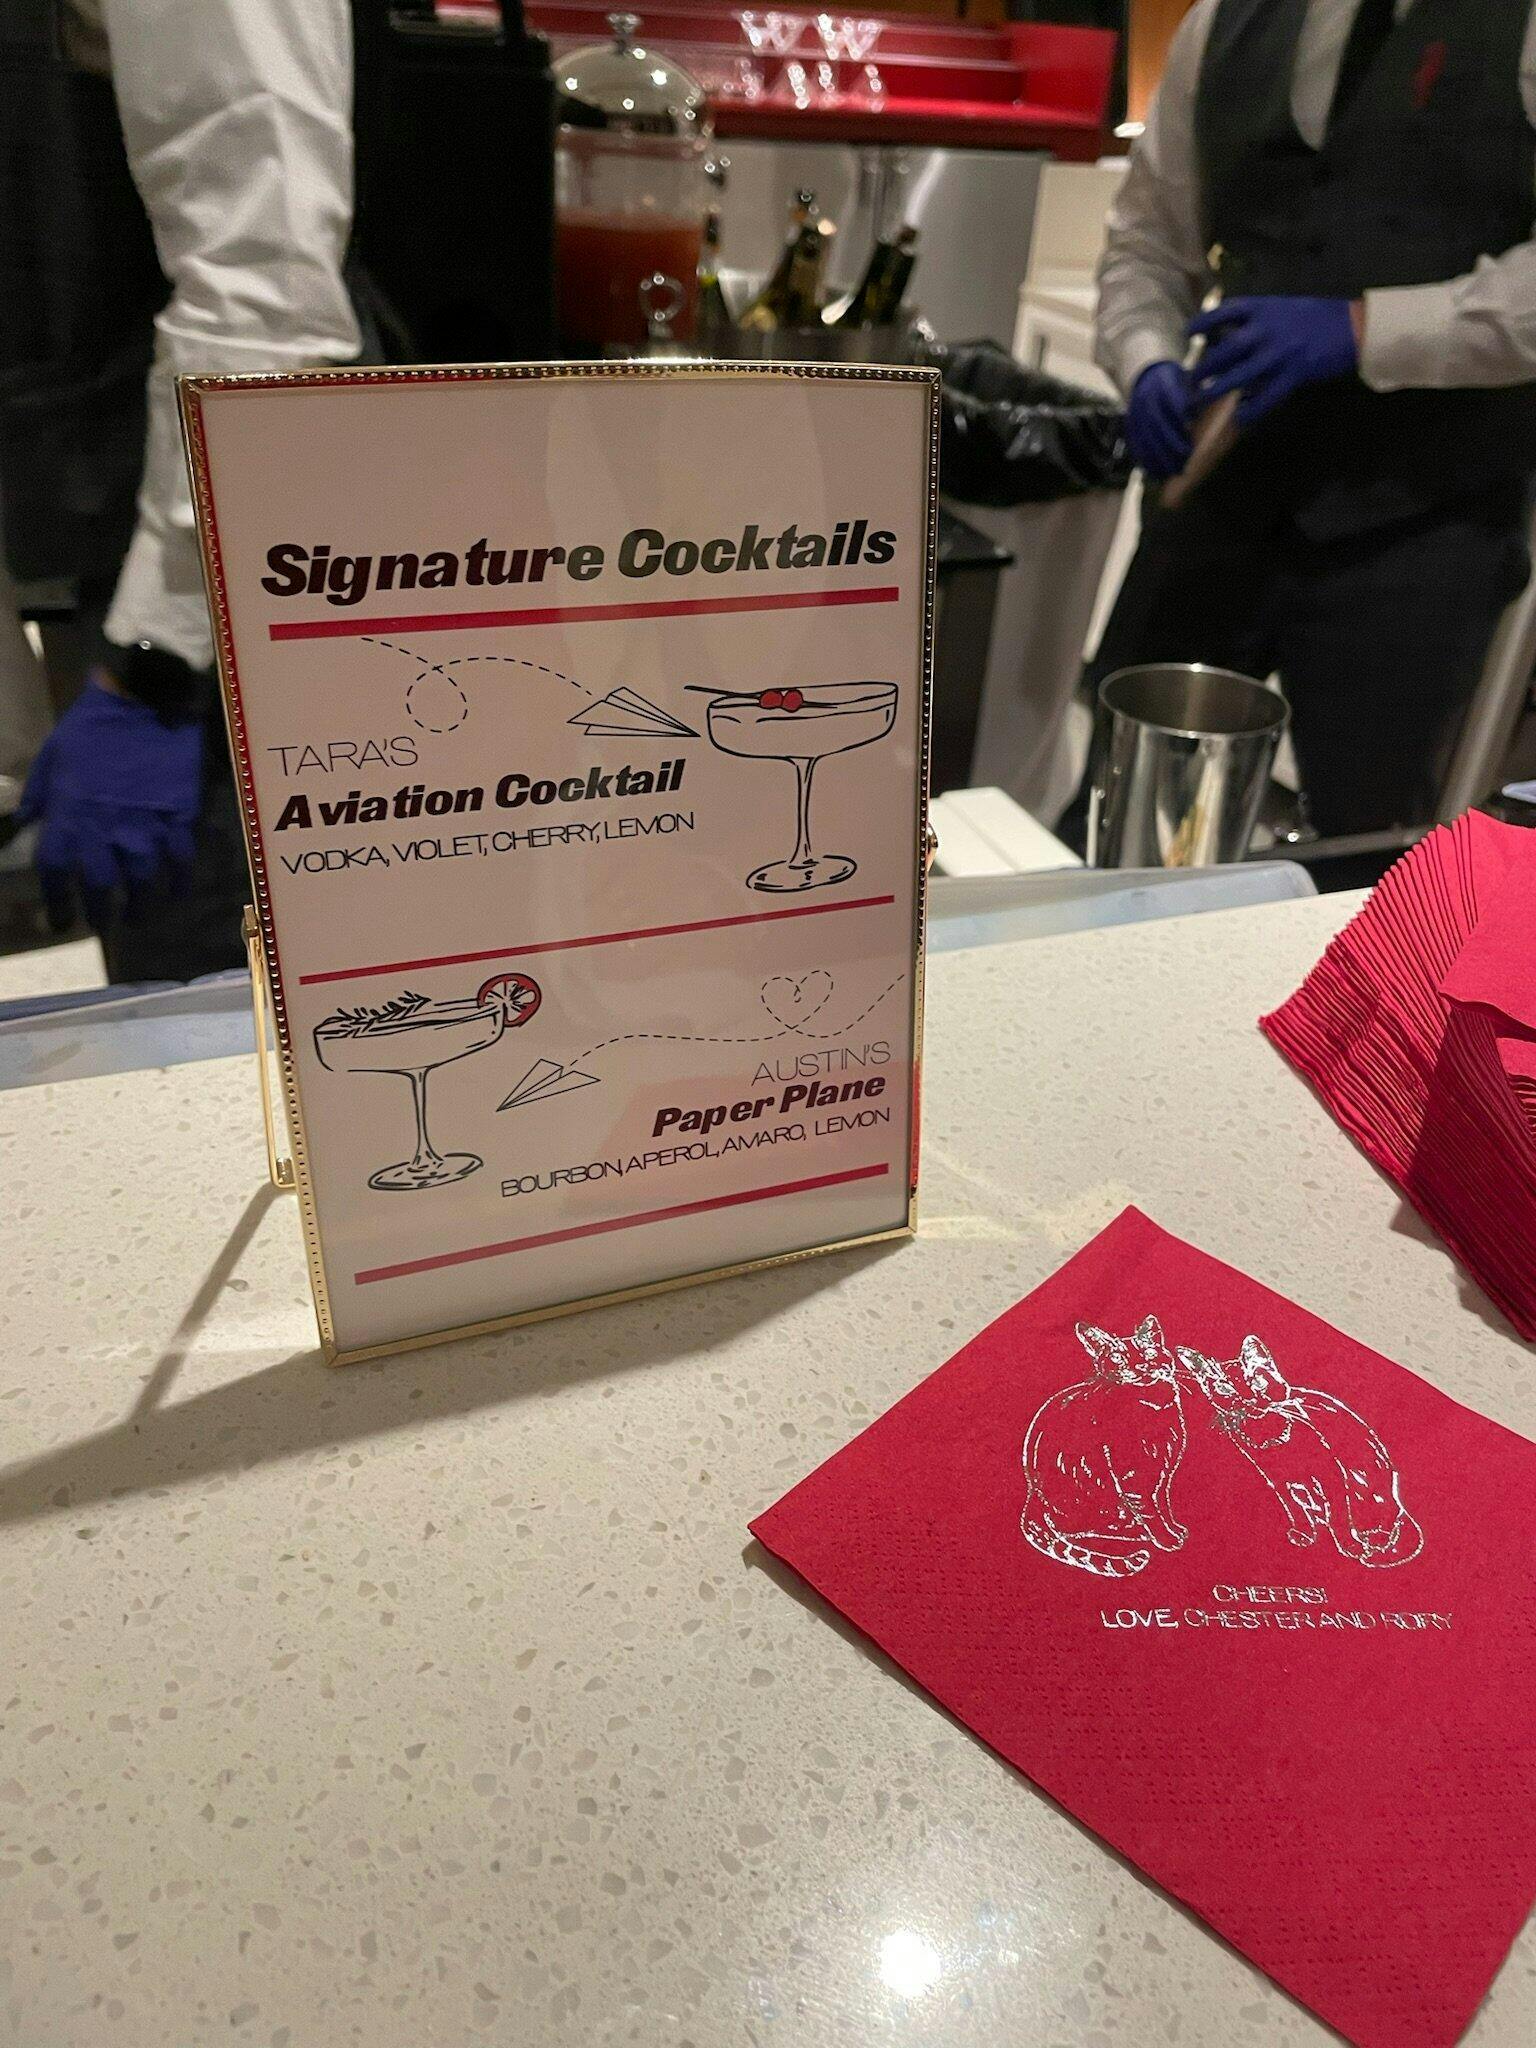 Signature Cocktails
TARA'S
Aviation Cocktail
VODKA, VIOLET, CHERRY, LEMON
AUSTIN'S
Paper Plane
BOURBON, APEROL, AMARO, LEMON
CHEERS!
LOVE, CHESTER AND RORY